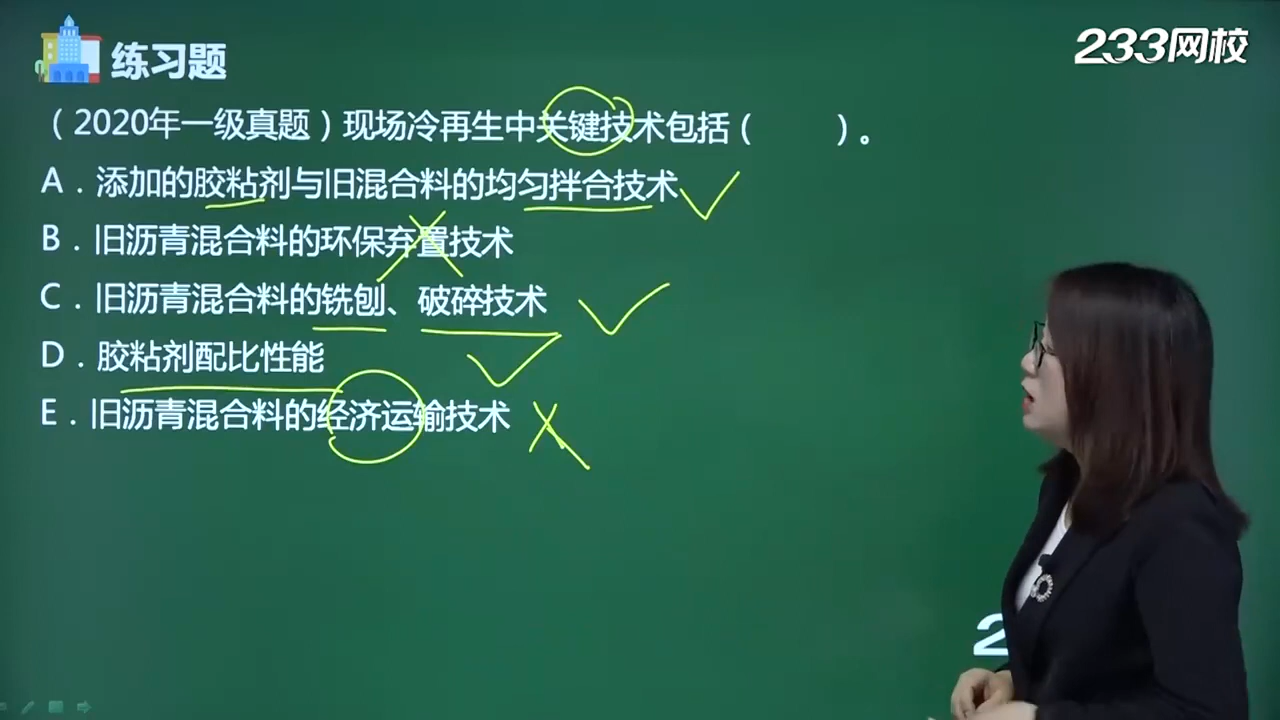 练习题
233网校
（2020年一级真题）现场冷再生中关键技术包括（　　）。
A．添加的胶粘剂与旧混合料的均匀拌合技术
B．旧沥青混合料的环保弃置技术
C．旧沥青混合料的铣刨、破碎技术
D．胶粘剂配比性能
E．旧沥青混合料的经济运输技术
2